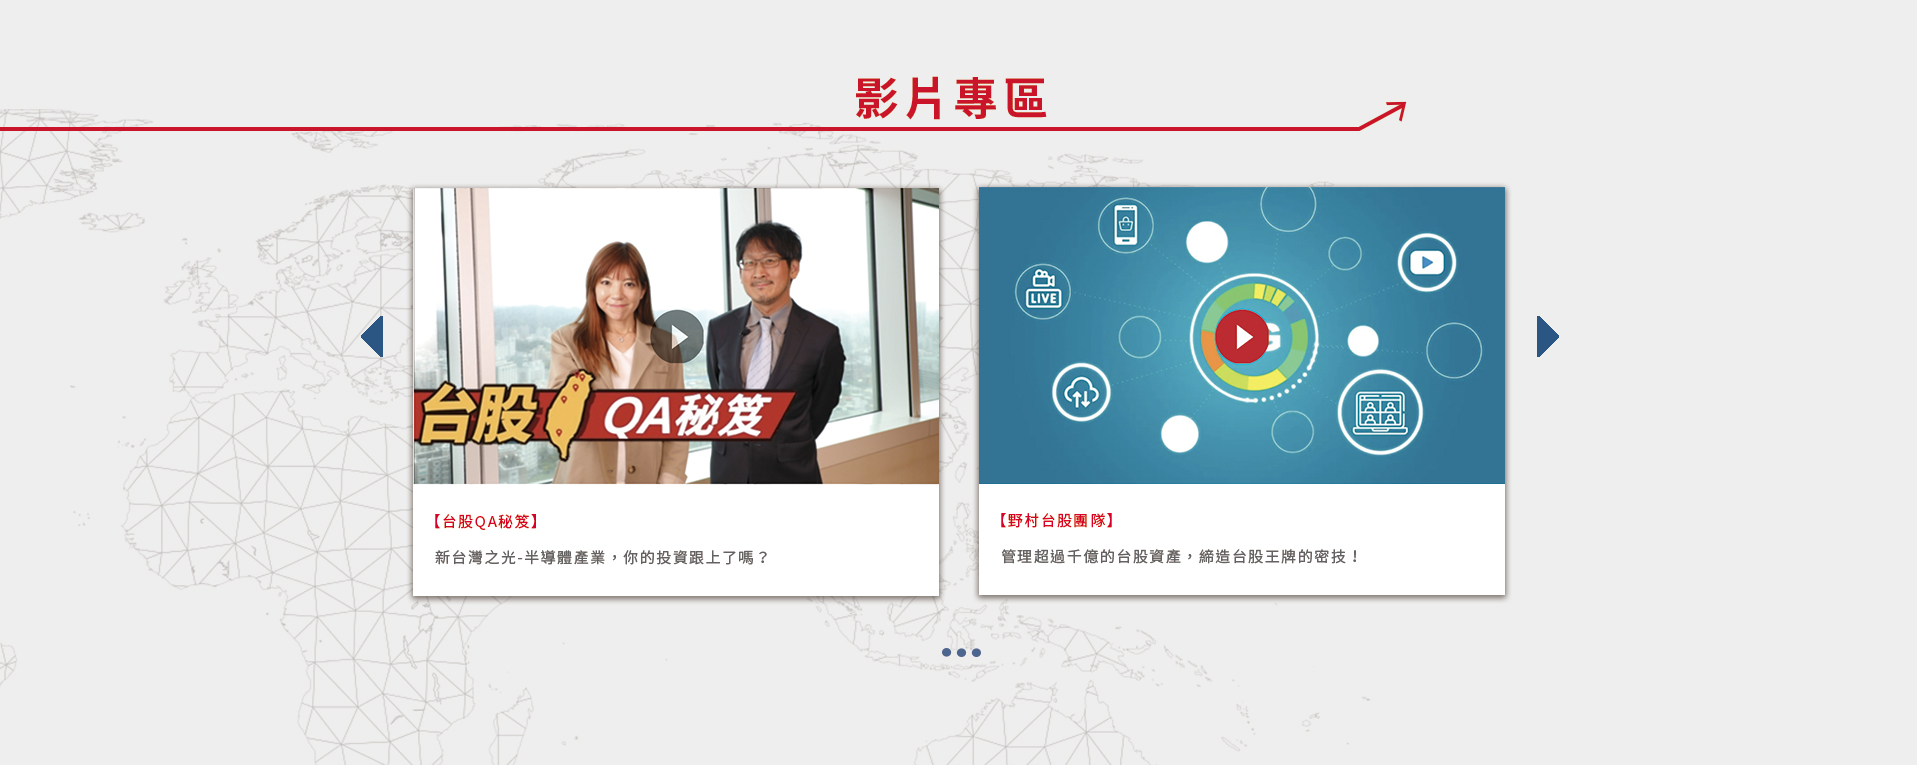 影片專區
台股 QA秘笈
LIVE
G
【台股QA秘笈】
新台灣之光-半導體產業，你的投資跟上了嗎？
【野村台股團隊】
管理超過千億的台股資產，締造台股王牌的密技！